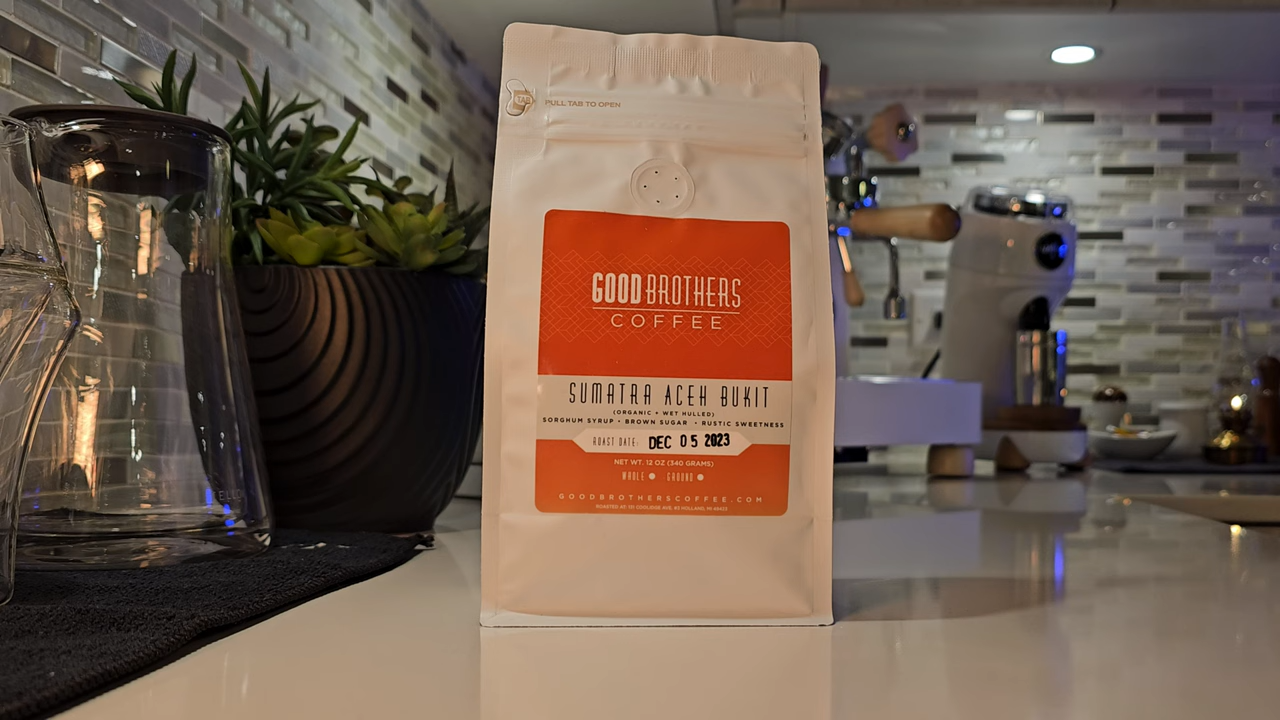 TAB
PULL TAB TO OPEN
GOOD BROTHERS
COFFEE
SUMATRA ACEH BUKIT
(ORGANIC + WET HULLED)
SORGHUM SYRUP • BROWN SUGAR • RUSTIC SWEETNESS
ROAST DATE: DEC 05 2023
NET WT. 12 OZ (340 GRAMS)
WHOLE GROUND
GOODBROTHERSCOFFEE.COM